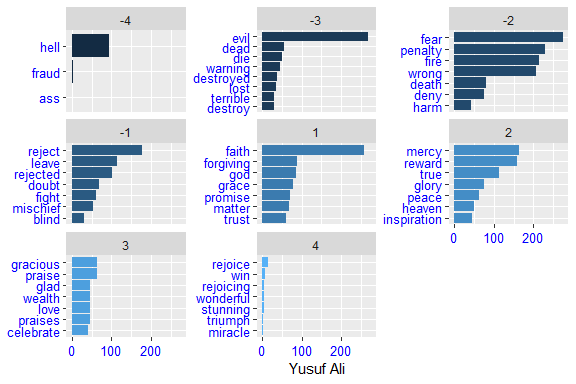 -4
hell
fraud
ass
-3
evil
dead
die
warning
destroyed
lost
terrible
destroy
-2
fear
penalty
fire
wrong
death
deny
harm
-1
reject
leave
rejected
doubt
fight
mischief
blind
1
faith
forgiving
god
grace
promise
matter
trust
2
mercy
reward
true
glory
peace
heaven
inspiration
0 100 200
3
gracious
praise
glad
wealth
love
praises
celebrate
0 100 200
4
rejoice
win
rejoicing
wonderful
stunning
triumph
miracle
0 100 200
Yusuf Ali